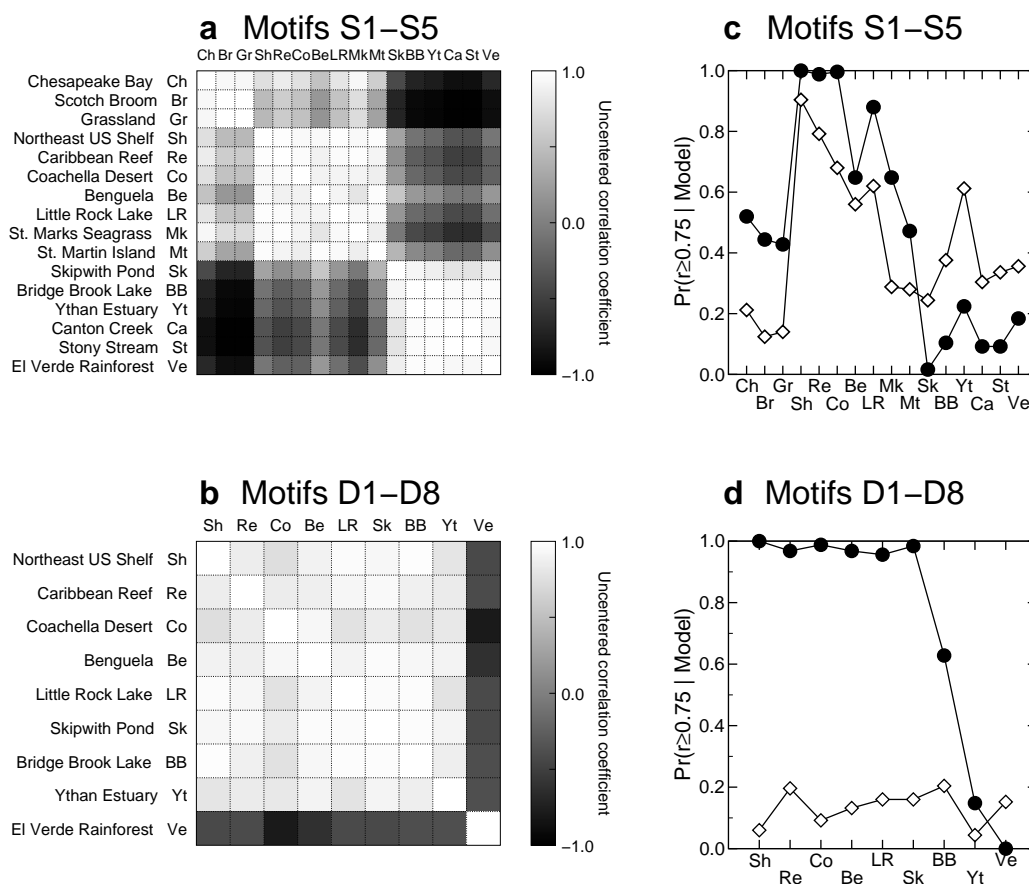 a Motifs S1–S5
Ch Br Gr Sh Re Co Be LR Mk Mt Sk BB Yt Ca St Ve
Chesapeake Bay Ch
Scotch Broom Br
Grassland Gr
Northeast US Shelf Sh
Caribbean Reef Re
Coachella Desert Co
Benguela Be
Little Rock Lake LR
St. Marks Seagrass Mk
St. Martin Island Mt
Skipwith Pond Sk
Bridge Brook Lake BB
Ythan Estuary Yt
Canton Creek Ca
Stony Stream St
El Verde Rainforest Ve
1.0
0.0
−1.0
Uncentered correlation coefficient
c Motifs S1–S5
Pr(r≥0.75 | Model)
1.0
0.8
0.6
0.4
0.2
0.0
Ch Gr Re Be Mk Sk Yt St
Br Sh Co LR Mt BB Ca Ve
b Motifs D1–D8
Sh Re Co Be LR Sk BB Yt Ve
Northeast US Shelf Sh
Caribbean Reef Re
Coachella Desert Co
Benguela Be
Little Rock Lake LR
Skipwith Pond Sk
Bridge Brook Lake BB
Ythan Estuary Yt
El Verde Rainforest Ve
1.0
0.0
−1.0
Uncentered correlation coefficient
d Motifs D1–D8
Pr(r≥0.75 | Model)
1.0
0.8
0.6
0.4
0.2
0.0
Sh Co LR BB Ve
Re Be Sk Yt